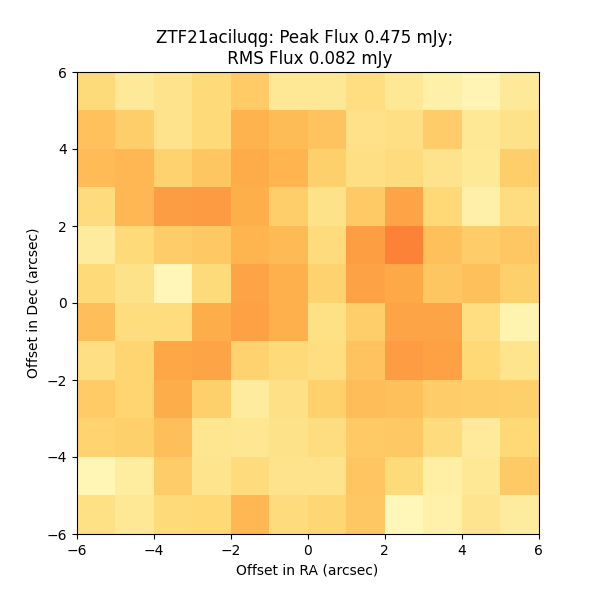 ZTF21aciluqg: Peak Flux 0.475 mJy;
RMS Flux 0.082 mJy
6
4
2
0
−2
−4
−6
Offset in Dec (arcsec)
−6 −4 −2 0 2 4 6
Offset in RA (arcsec)